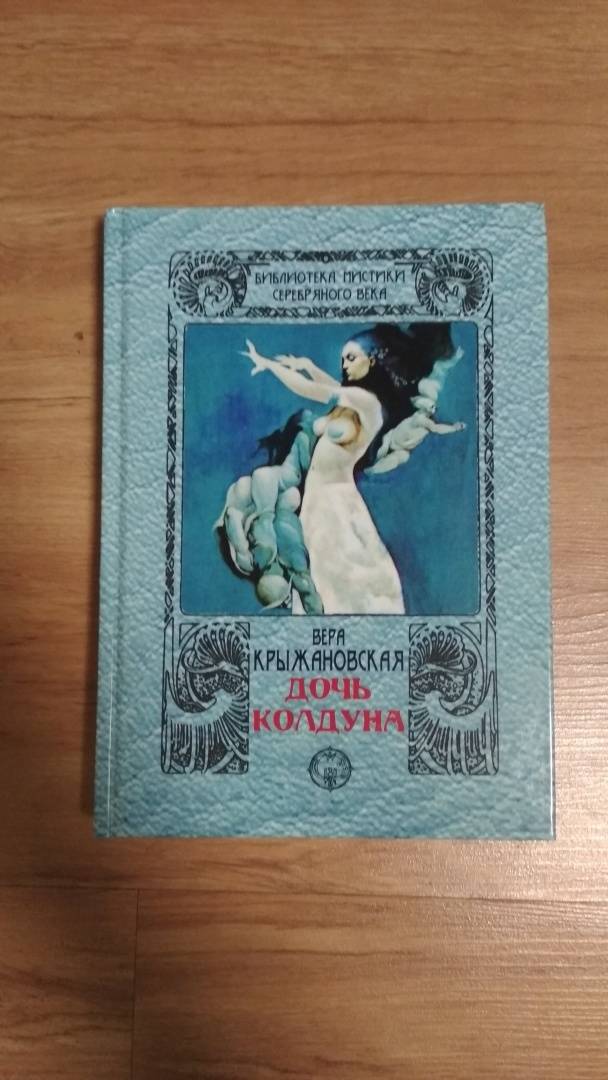 БИБЛИОТЕКА МИСТИКИ
СЕРЕБРЯНОГО ВЕКА
ВЕРА
КРЫЖАНОВСКАЯ
ДОЧЬ
КОЛДУНА